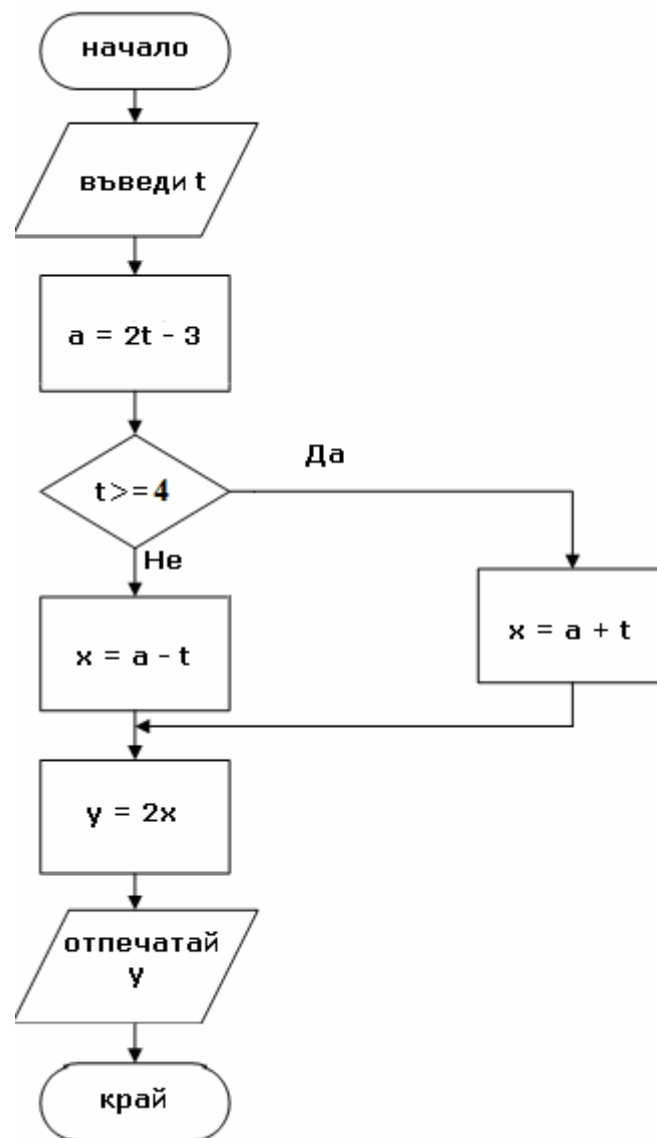 начало
въведи t
a = 2t - 3
t>=4
Да
Не
x = a - t
x = a + t
y = 2x
отпечатай
y
край